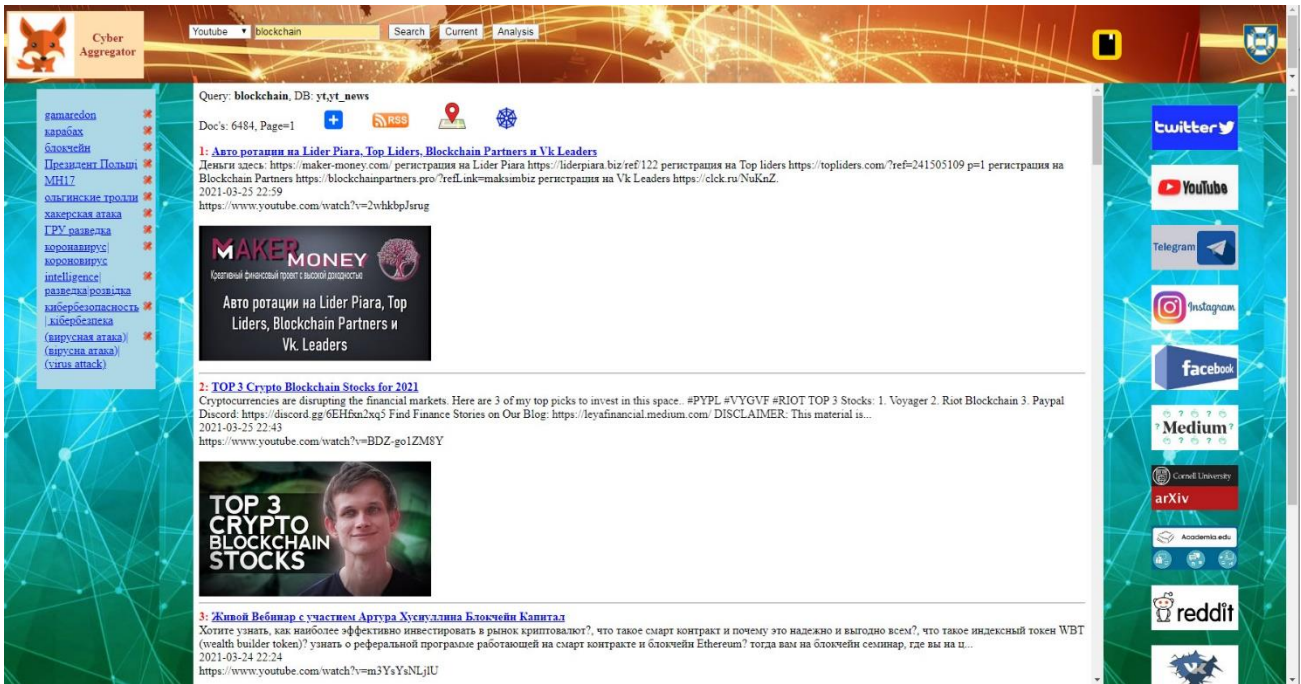 Cyber
Aggregator
Youtube
blockchain
Search
Current
Analysis
gamaredon
карабах
блокчейн
Президент Польщі
MH17
ольгинские тролли
хакерская атака
ГРУ разведка
коронавирус|
короновирус
intelligence|
разведка|розвідка
кибербезопасность
| кібербезпека
(вирусная атака)|
(вірусна атака)|
(virus attack)
Query: blockchain, DB: yt,yt_news
Doc's: 6484, Page=1
RSS
1: Авто ротации на Lider Piara, Top Liders, Blockchain Partners и Vk Leaders
Деньги здесь: https://maker-money.com/ регистрация на Lider Piara https://liderpiara.biz/ref/122 регистрация на Top liders https://topliders.com/?ref=241505109 p=1 регистрация на
Blockchain Partners https://blockchainpartners.pro/?refLink=maksimbiz регистрация на Vk Leaders https://clck.ru/NuKnZ.
2021-03-25 22:59
https://www.youtube.com/watch?v=2whkbpJsrug
MAKER
MONEY
Креативный финансовый проект с высокой доходностью
Авто ротации на Lider Piara, Top
Liders, Blockchain Partners и
Vk. Leaders
2: TOP 3 Crypto Blockchain Stocks for 2021
Cryptocurrencies are disrupting the financial markets. Here are 3 of my top picks to invest in this space.. #PYPL #VYGVF #RIOT TOP 3 Stocks: 1. Voyager 2. Riot Blockchain 3. Paypal
Discord: https://discord.gg/6EHfxn2xq5 Find Finance Stories on Our Blog: https://leyafinancial.medium.com/ DISCLAIMER: This material is...
2021-03-25 22:43
https://www.youtube.com/watch?v=BDZ-go1ZM8Y
TOP 3
CRYPTO
BLOCKCHAIN
STOCKS
3: Живой Вебинар с участием Артура Хуснуллина Блокчейн Капитал
Хотите узнать, как наиболее эффективно инвестировать в рынок криптовалют?, что такое смарт контракт и почему это надежно и выгодно всем?, что такое индексный токен WBT
(wealth builder token)? узнать о реферальной программе работающей на смарт контракте и блокчейн Ethereum? тогда вам на блокчейн семинар, где вы на ц...
2021-03-24 22:24
https://www.youtube.com/watch?v=m3YsYsNLjlU
twitter
YouTube
Telegram
Instagram
facebook
Medium
Cornell University
arXiv
Academia.edu
reddit